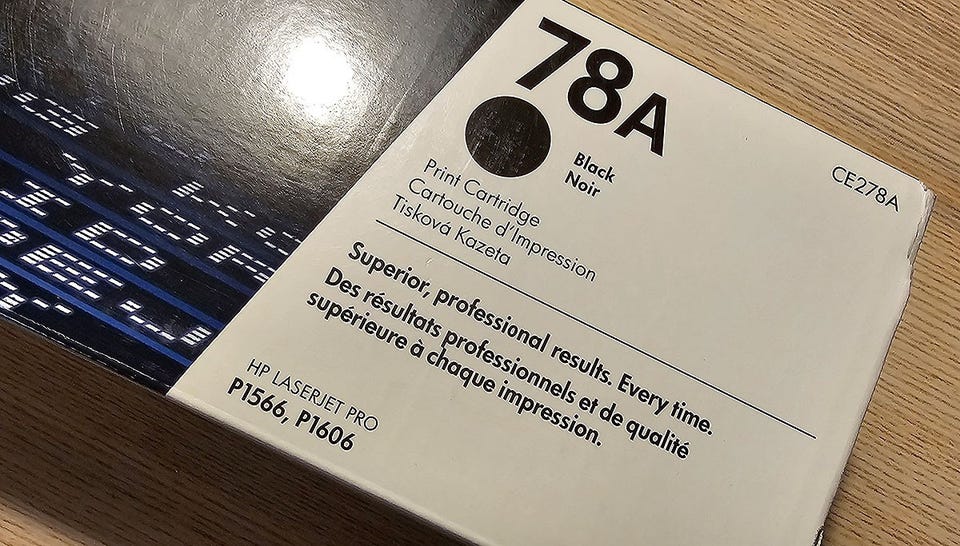 78A
Black
Noir
CE278A
Print Cartridge
Cartouche d'Impression
Tisková Kazeta
Superior, professional results. Every time.
Des résultats professionnels et de qualité
supérieure à chaque impression.
HP LASERJET PRO
P1566, P1606